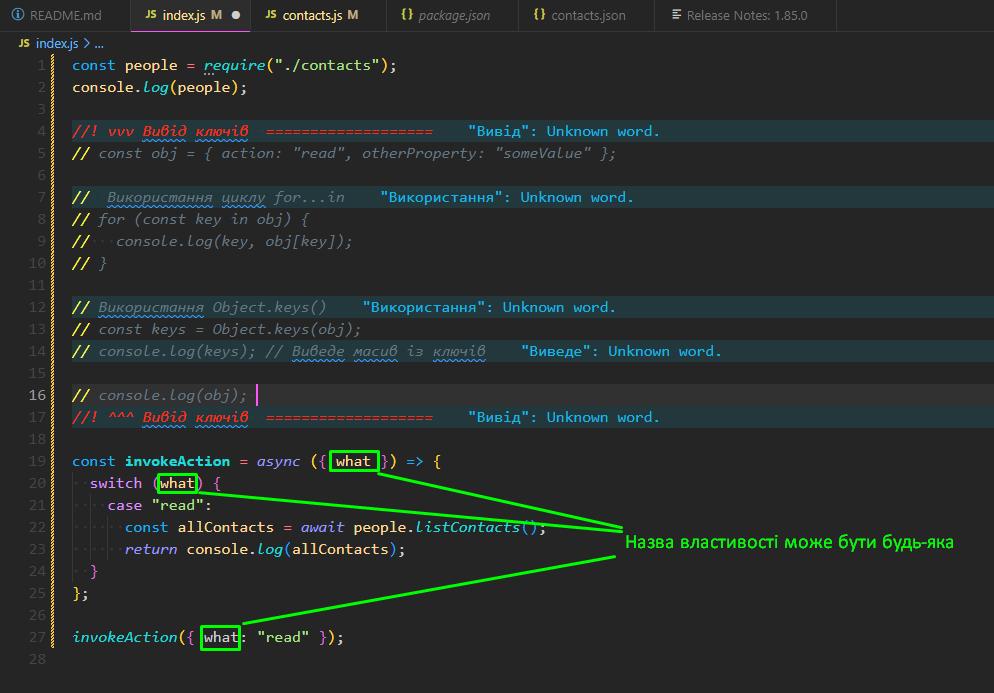 README.md index.js M contacts.js M package.json contacts.json Release Notes: 1.85.0
JS index.js > ...
1 const people = require("./contacts");
2 console.log(people);
3
4 //! vvv Вивід ключів =================== "Вивід": Unknown word.
5 // const obj = { action: "read", otherProperty: "someValue" };
6
7 //  Використання циклу for...in "Використання": Unknown word.
8 // for (const key in obj) {
9 //   console.log(key, obj[key]);
10 // }
11
12 // Використання Object.keys() "Використання": Unknown word.
13 // const keys = Object.keys(obj);
14 // console.log(keys); // Виведе масив із ключів "Виведе": Unknown word.
15
16 // console.log(obj);
17 //! ^^^ Вивід ключів =================== "Вивід": Unknown word.
18
19 const invokeAction = async ({ what }) => {
20   switch (what) {
21     case "read":
22       const allContacts = await people.listContacts();
23       return console.log(allContacts);
Назва властивості може бути будь-яка
24   }
25 };
26
27 invokeAction({ what: "read" });
28